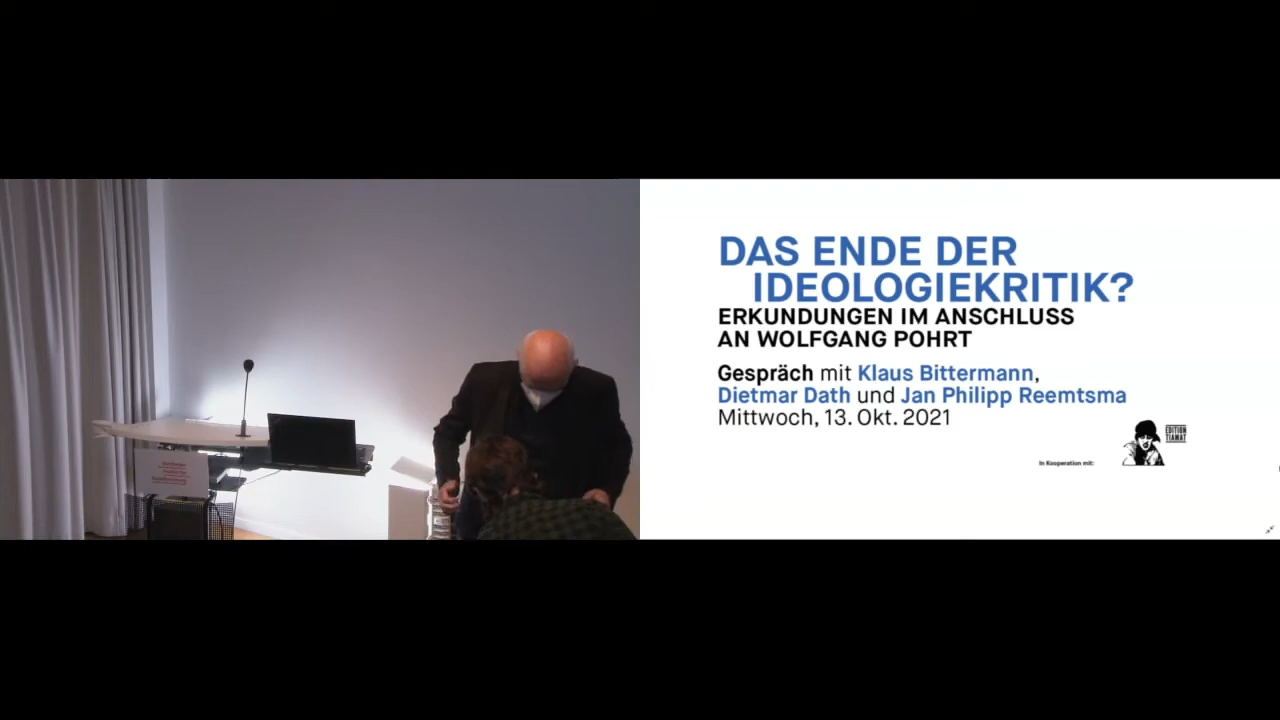 DAS ENDE DER
IDEOLOGIEKRITIK?
ERKUNDUNGEN IM ANSCHLUSS
AN WOLFGANG POHRT
Gespräch mit Klaus Bittermann,
Dietmar Dath und Jan Philipp Reemtsma
Mittwoch, 13. Okt. 2021
In Kooperation mit:
EDITION
TIAMAT